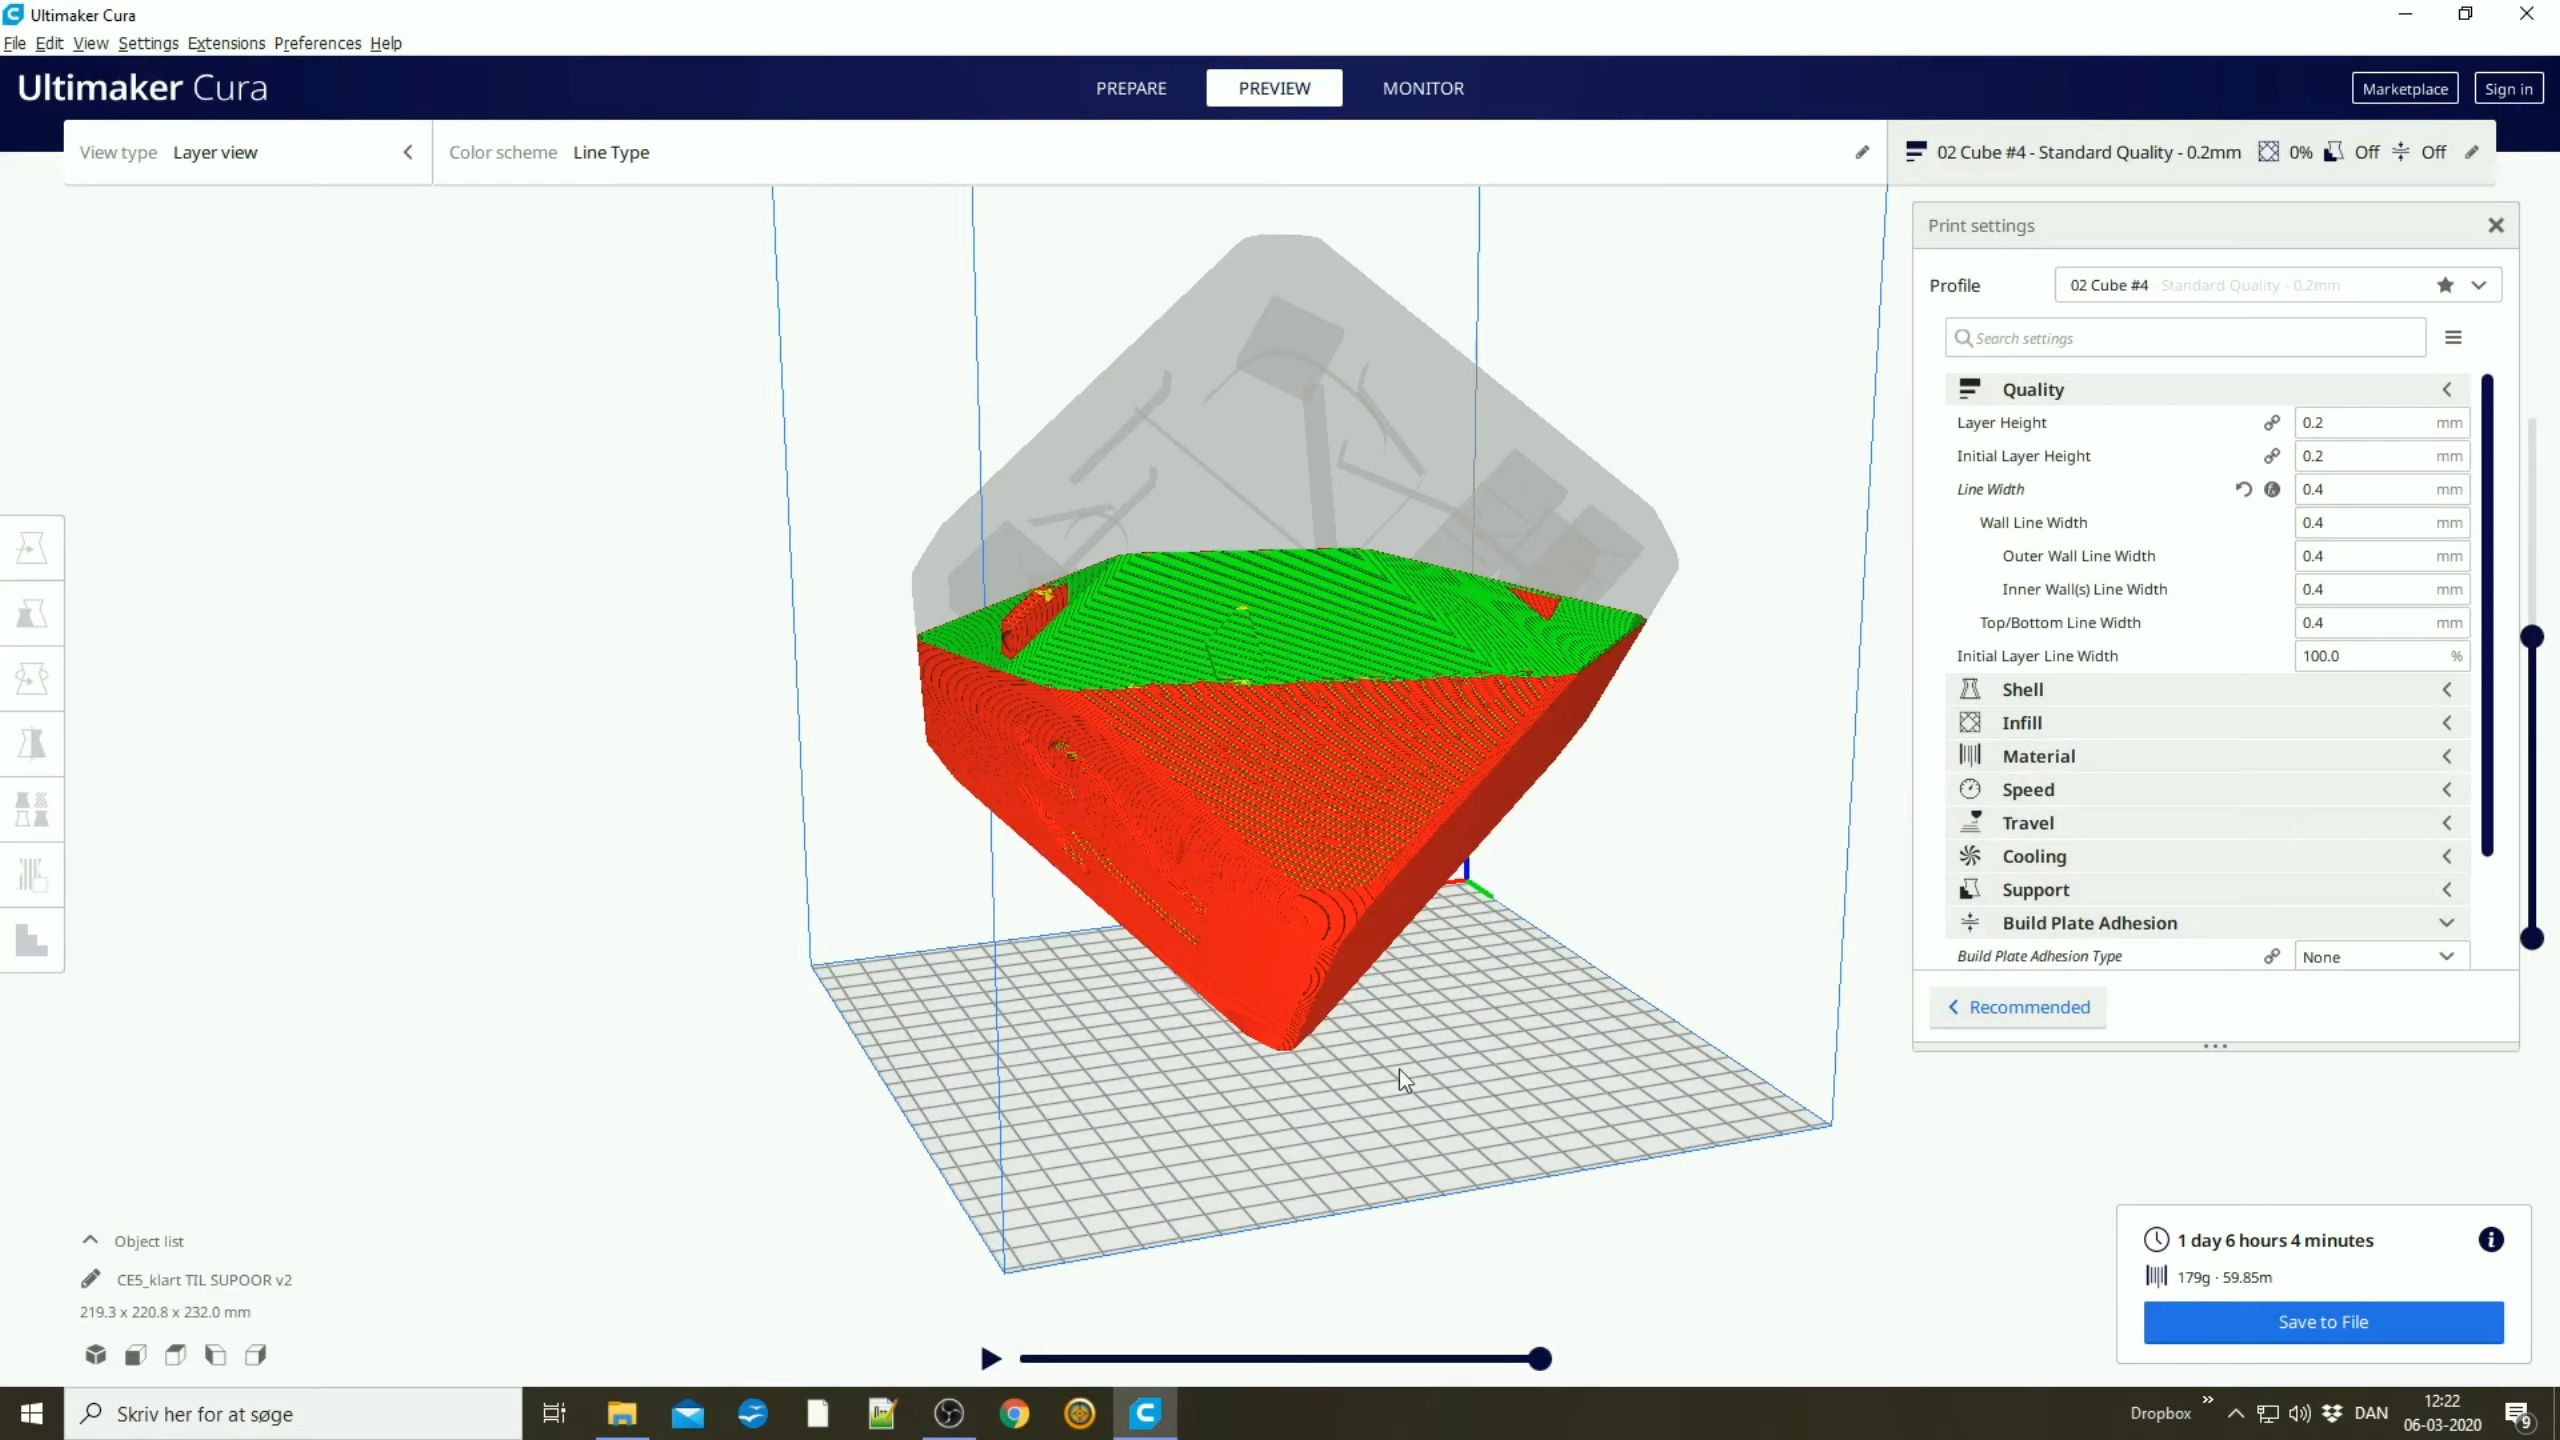 Ultimaker Cura
File Edit View Settings Extensions Preferences Help
Ultimaker Cura
PREPARE PREVIEW MONITOR
Marketplace Sign in
View type Layer view
Color scheme Line Type
02 Cube #4 - Standard Quality - 0.2mm 0% Off Off
Print settings
Profile 02 Cube #4 - Standard Quality - 0.2mm
Search settings
Quality
Layer Height 0.2 mm
Initial Layer Height 0.2 mm
Line Width 0.4 mm
Wall Line Width 0.4 mm
Outer Wall Line Width 0.4 mm
Inner Wall(s) Line Width 0.4 mm
Top/Bottom Line Width 0.4 mm
Initial Layer Line Width 100.0 %
Shell
Infill
Material
Speed
Travel
Cooling
Support
Build Plate Adhesion
Build Plate Adhesion Type None
Recommended
Object list
CE5_klart TIL SUPOOR v2
219.3 x 220.8 x 232.0 mm
1 day 6 hours 4 minutes
179g · 59.85m
Save to File
Skriv her for at søge
Dropbox
DAN
12:22
06-03-2020
9